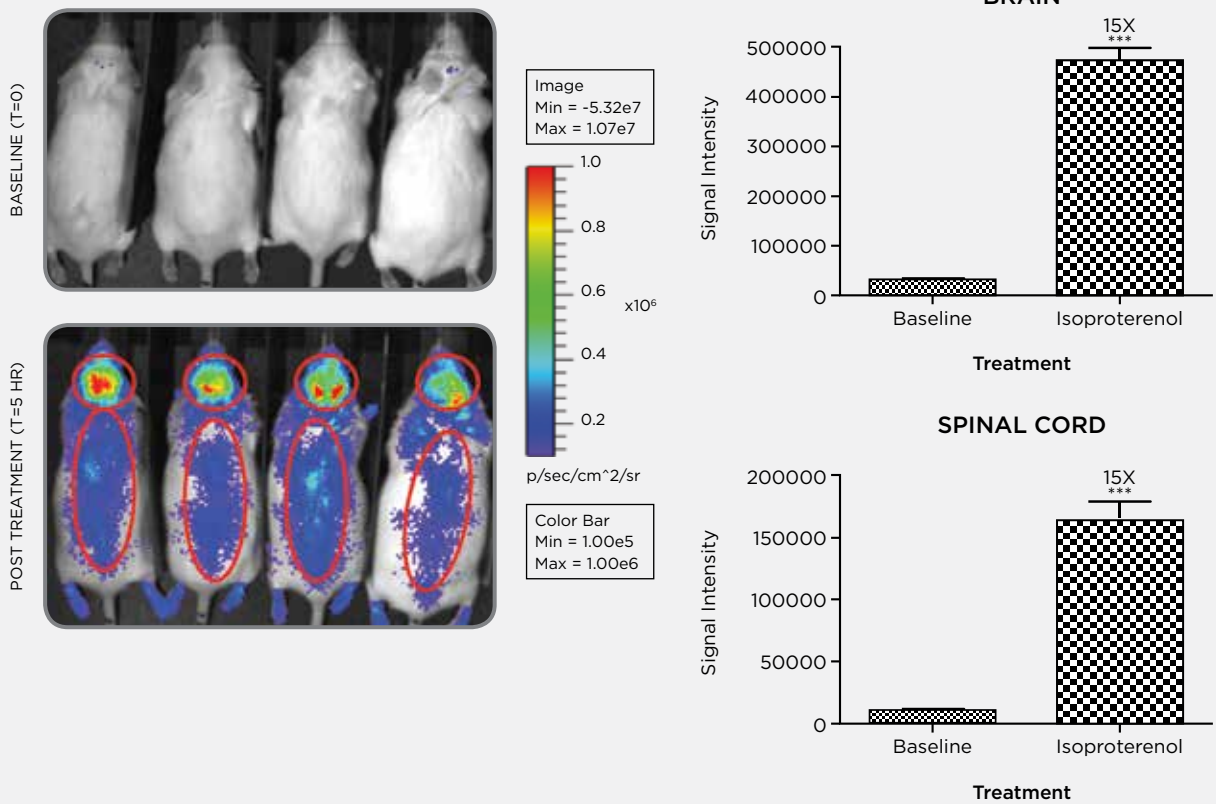 BASELINE (T=0)
POST TREATMENT (T=5 HR)
Image
Min = -5.32e7
Max = 1.07e7
1.0
0.8
0.6
x10⁶
0.4
0.2
p/sec/cm^2/sr
Color Bar
Min = 1.00e5
Max = 1.00e6
BRAIN
15X
***
500000
400000
300000
200000
100000
0
Signal Intensity
Baseline
Isoproterenol
Treatment
SPINAL CORD
15X
***
200000
150000
100000
50000
0
Signal Intensity
Baseline
Isoproterenol
Treatment